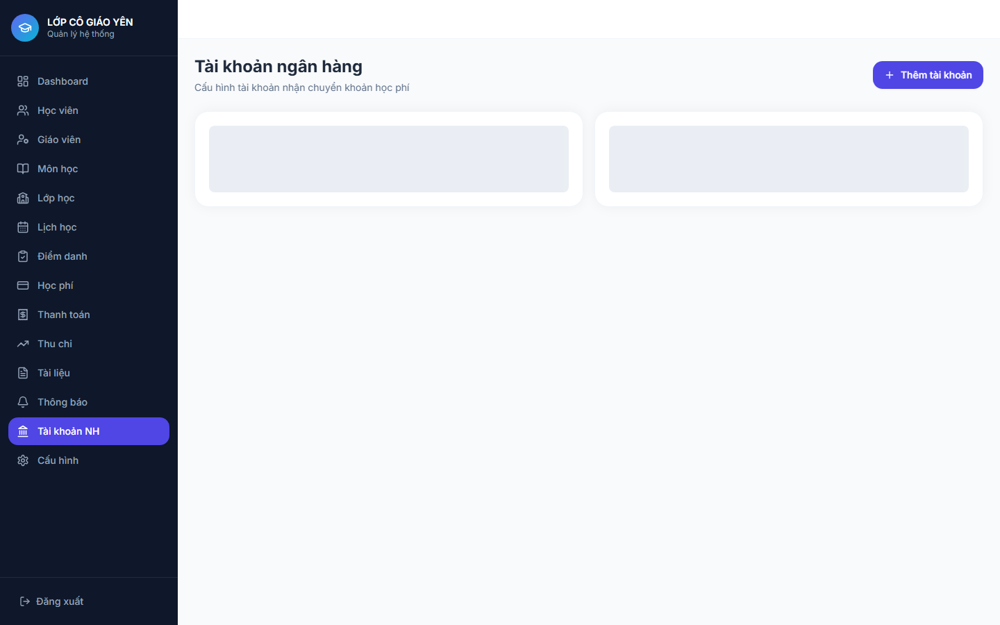 LỚP CÔ GIÁO YÊN
Quản lý hệ thống
Dashboard
Học viên
Giáo viên
Môn học
Lớp học
Lịch học
Điểm danh
Học phí
Thanh toán
Thu chi
Tài liệu
Thông báo
Tài khoản NH
Cấu hình
Đăng xuất
Tài khoản ngân hàng
Cấu hình tài khoản nhận chuyển khoản học phí
Thêm tài khoản